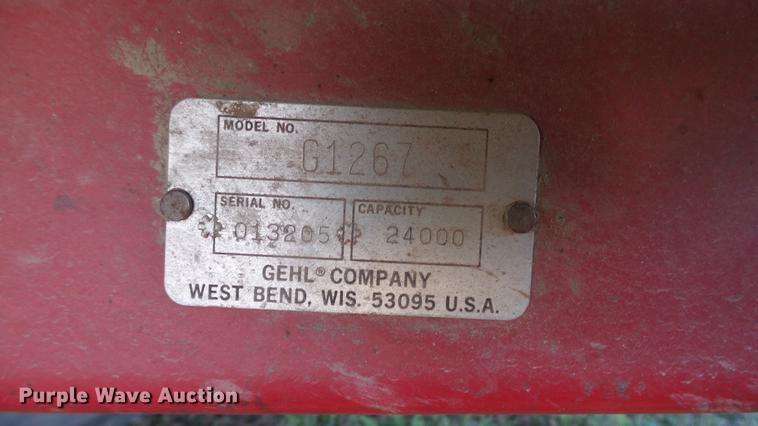 MODEL NO.
G1267
SERIAL NO. CAPACITY
013205 24000
GEHL® COMPANY
WEST BEND, WIS. 53095 U.S.A.
Purple Wave Auction